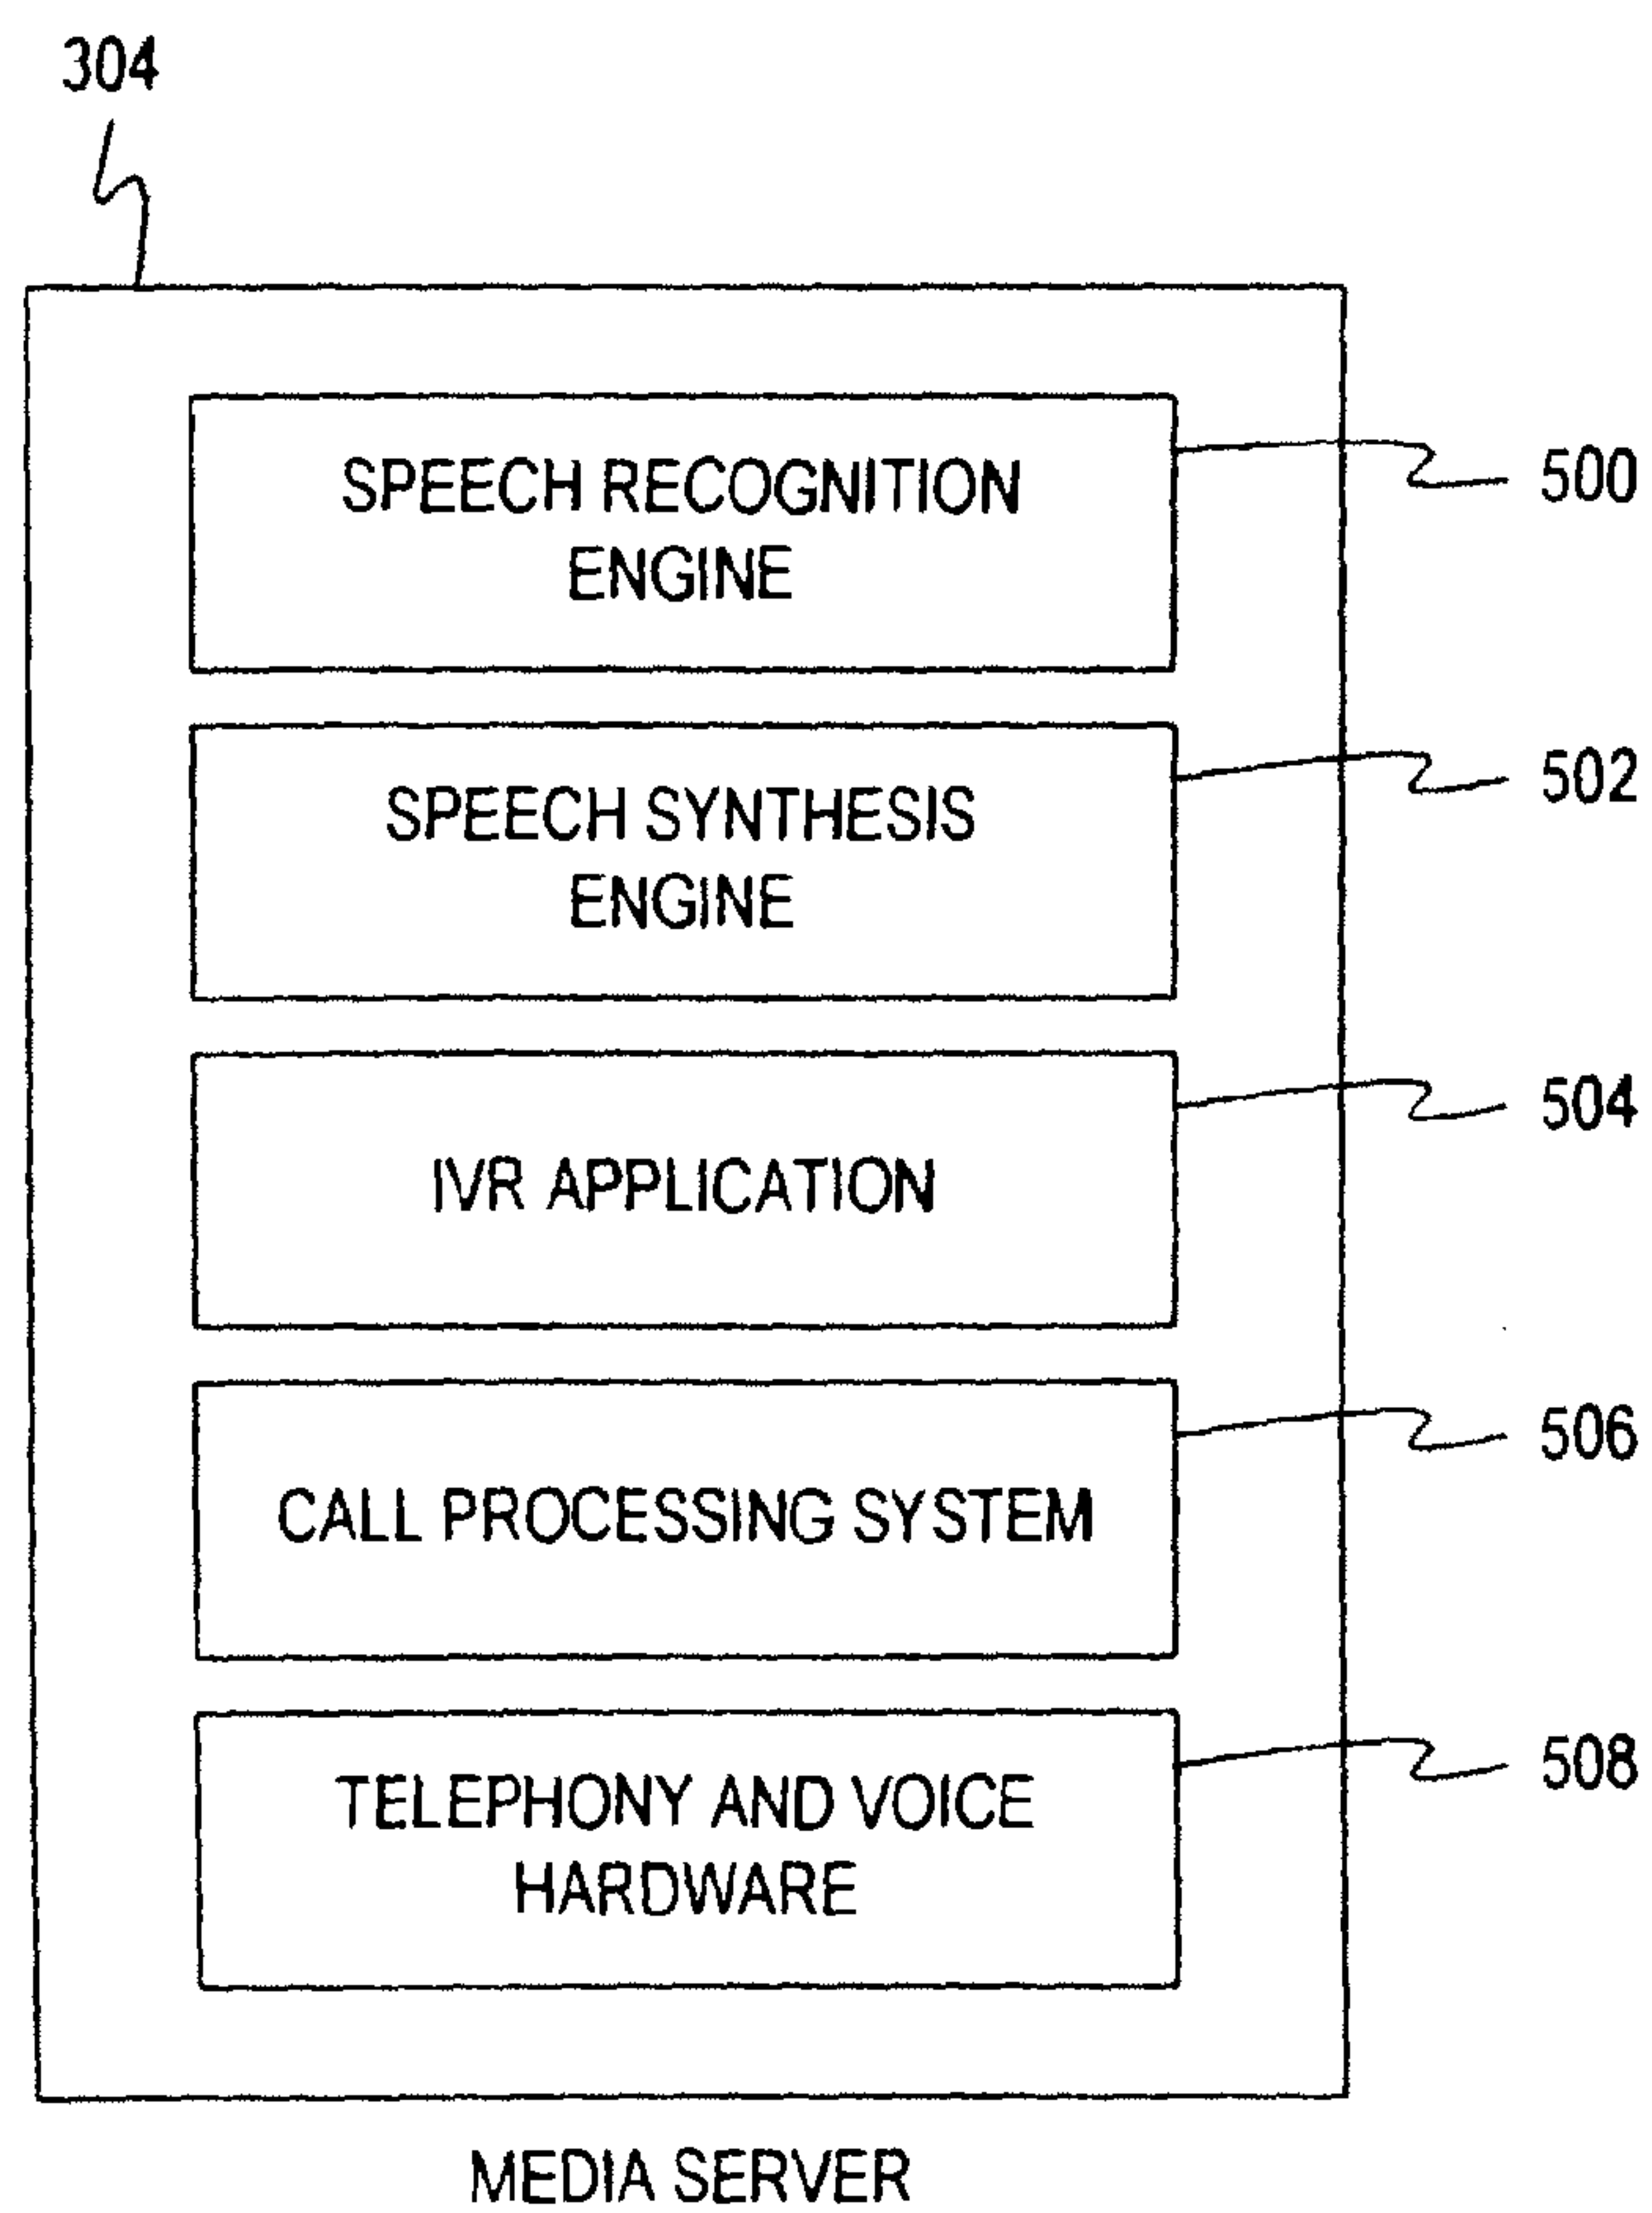 304
SPEECH RECOGNITION
ENGINE
500
SPEECH SYNTHESIS
ENGINE
502
IVR APPLICATION
504
CALL PROCESSING SYSTEM
506
TELEPHONY AND VOICE
HARDWARE
508
MEDIA SERVER